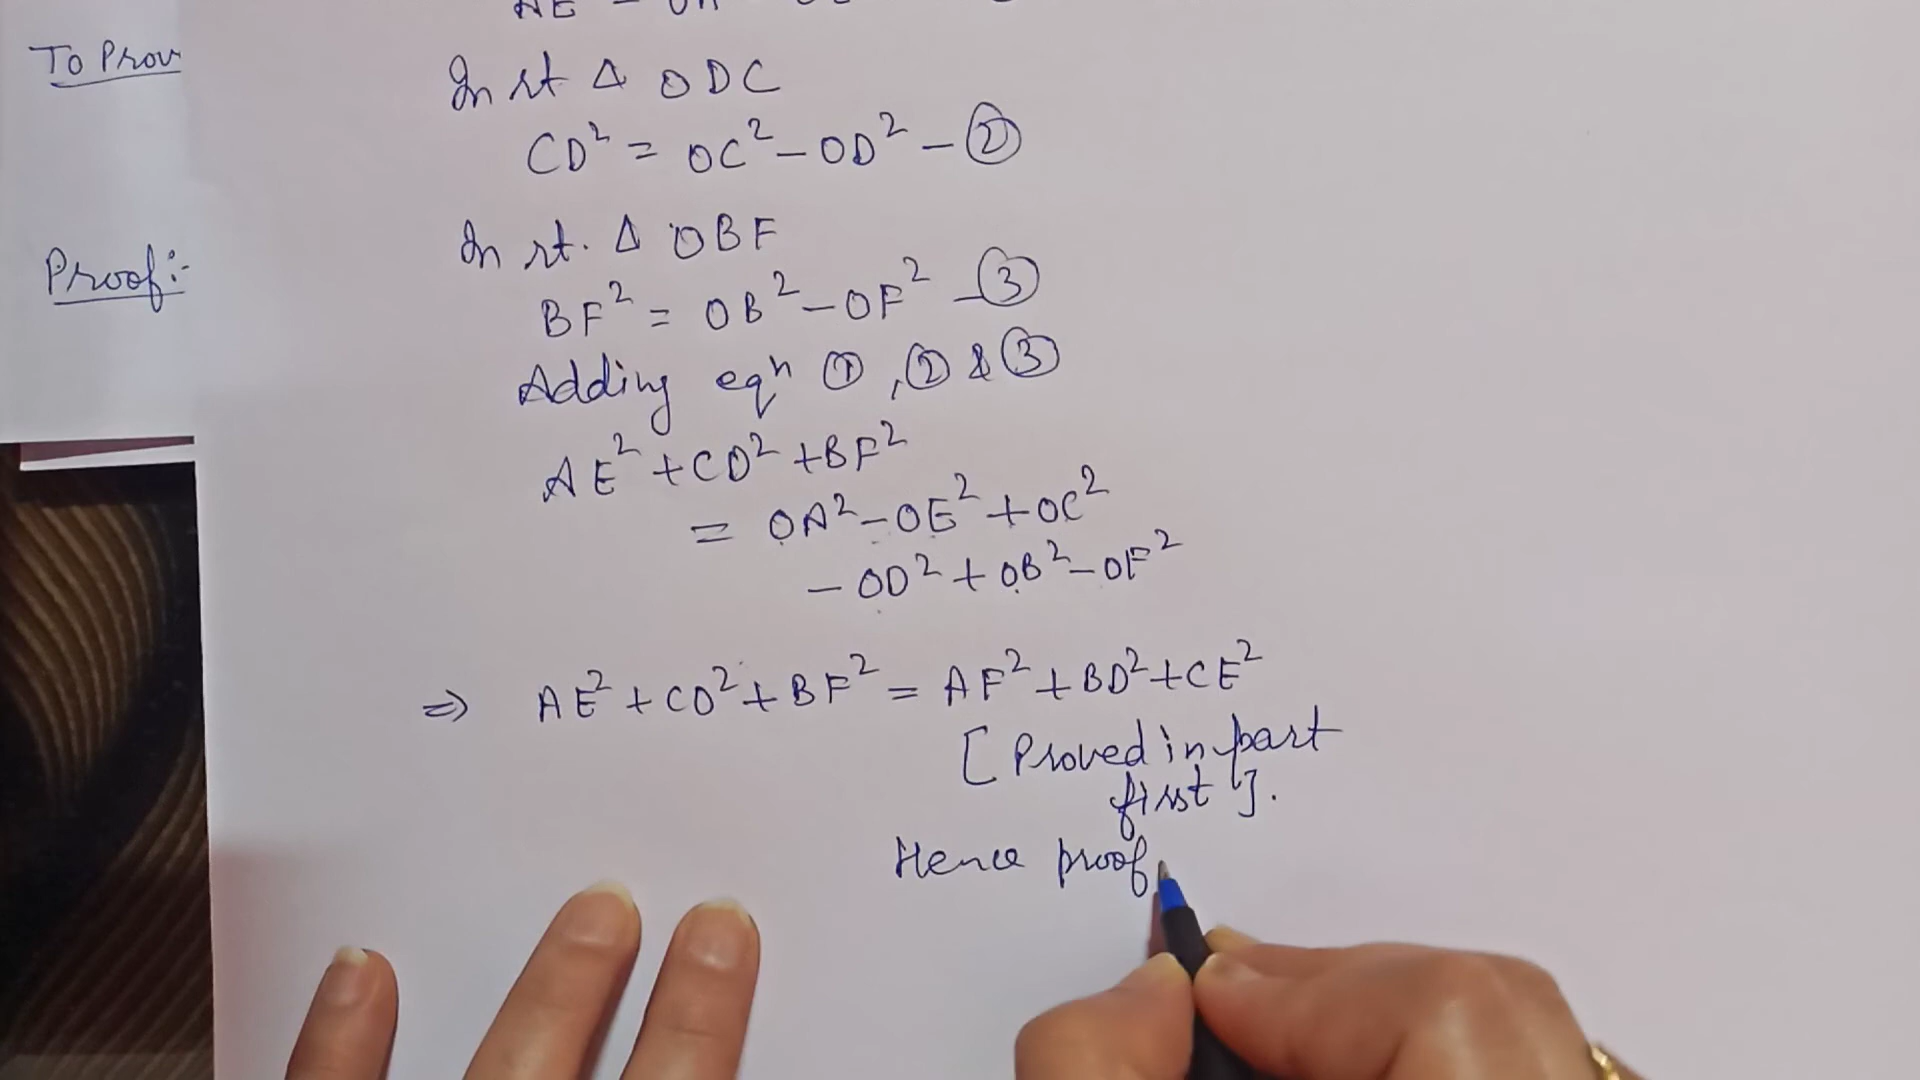 To Prov
In rt Δ ODC
CD² = OC² - OD² - ②
In rt. Δ OBF
Proof:-
BF² = OB² - OF² - ③
Adding eqn ①, ② & ③
AE² + CD² + BF²
= OA² - OE² + OC²
- OD² + OB² - OF²
⇒ AE² + CD² + BF² = AF² + BD² + CE²
[Proved in part
first].
Hence proof